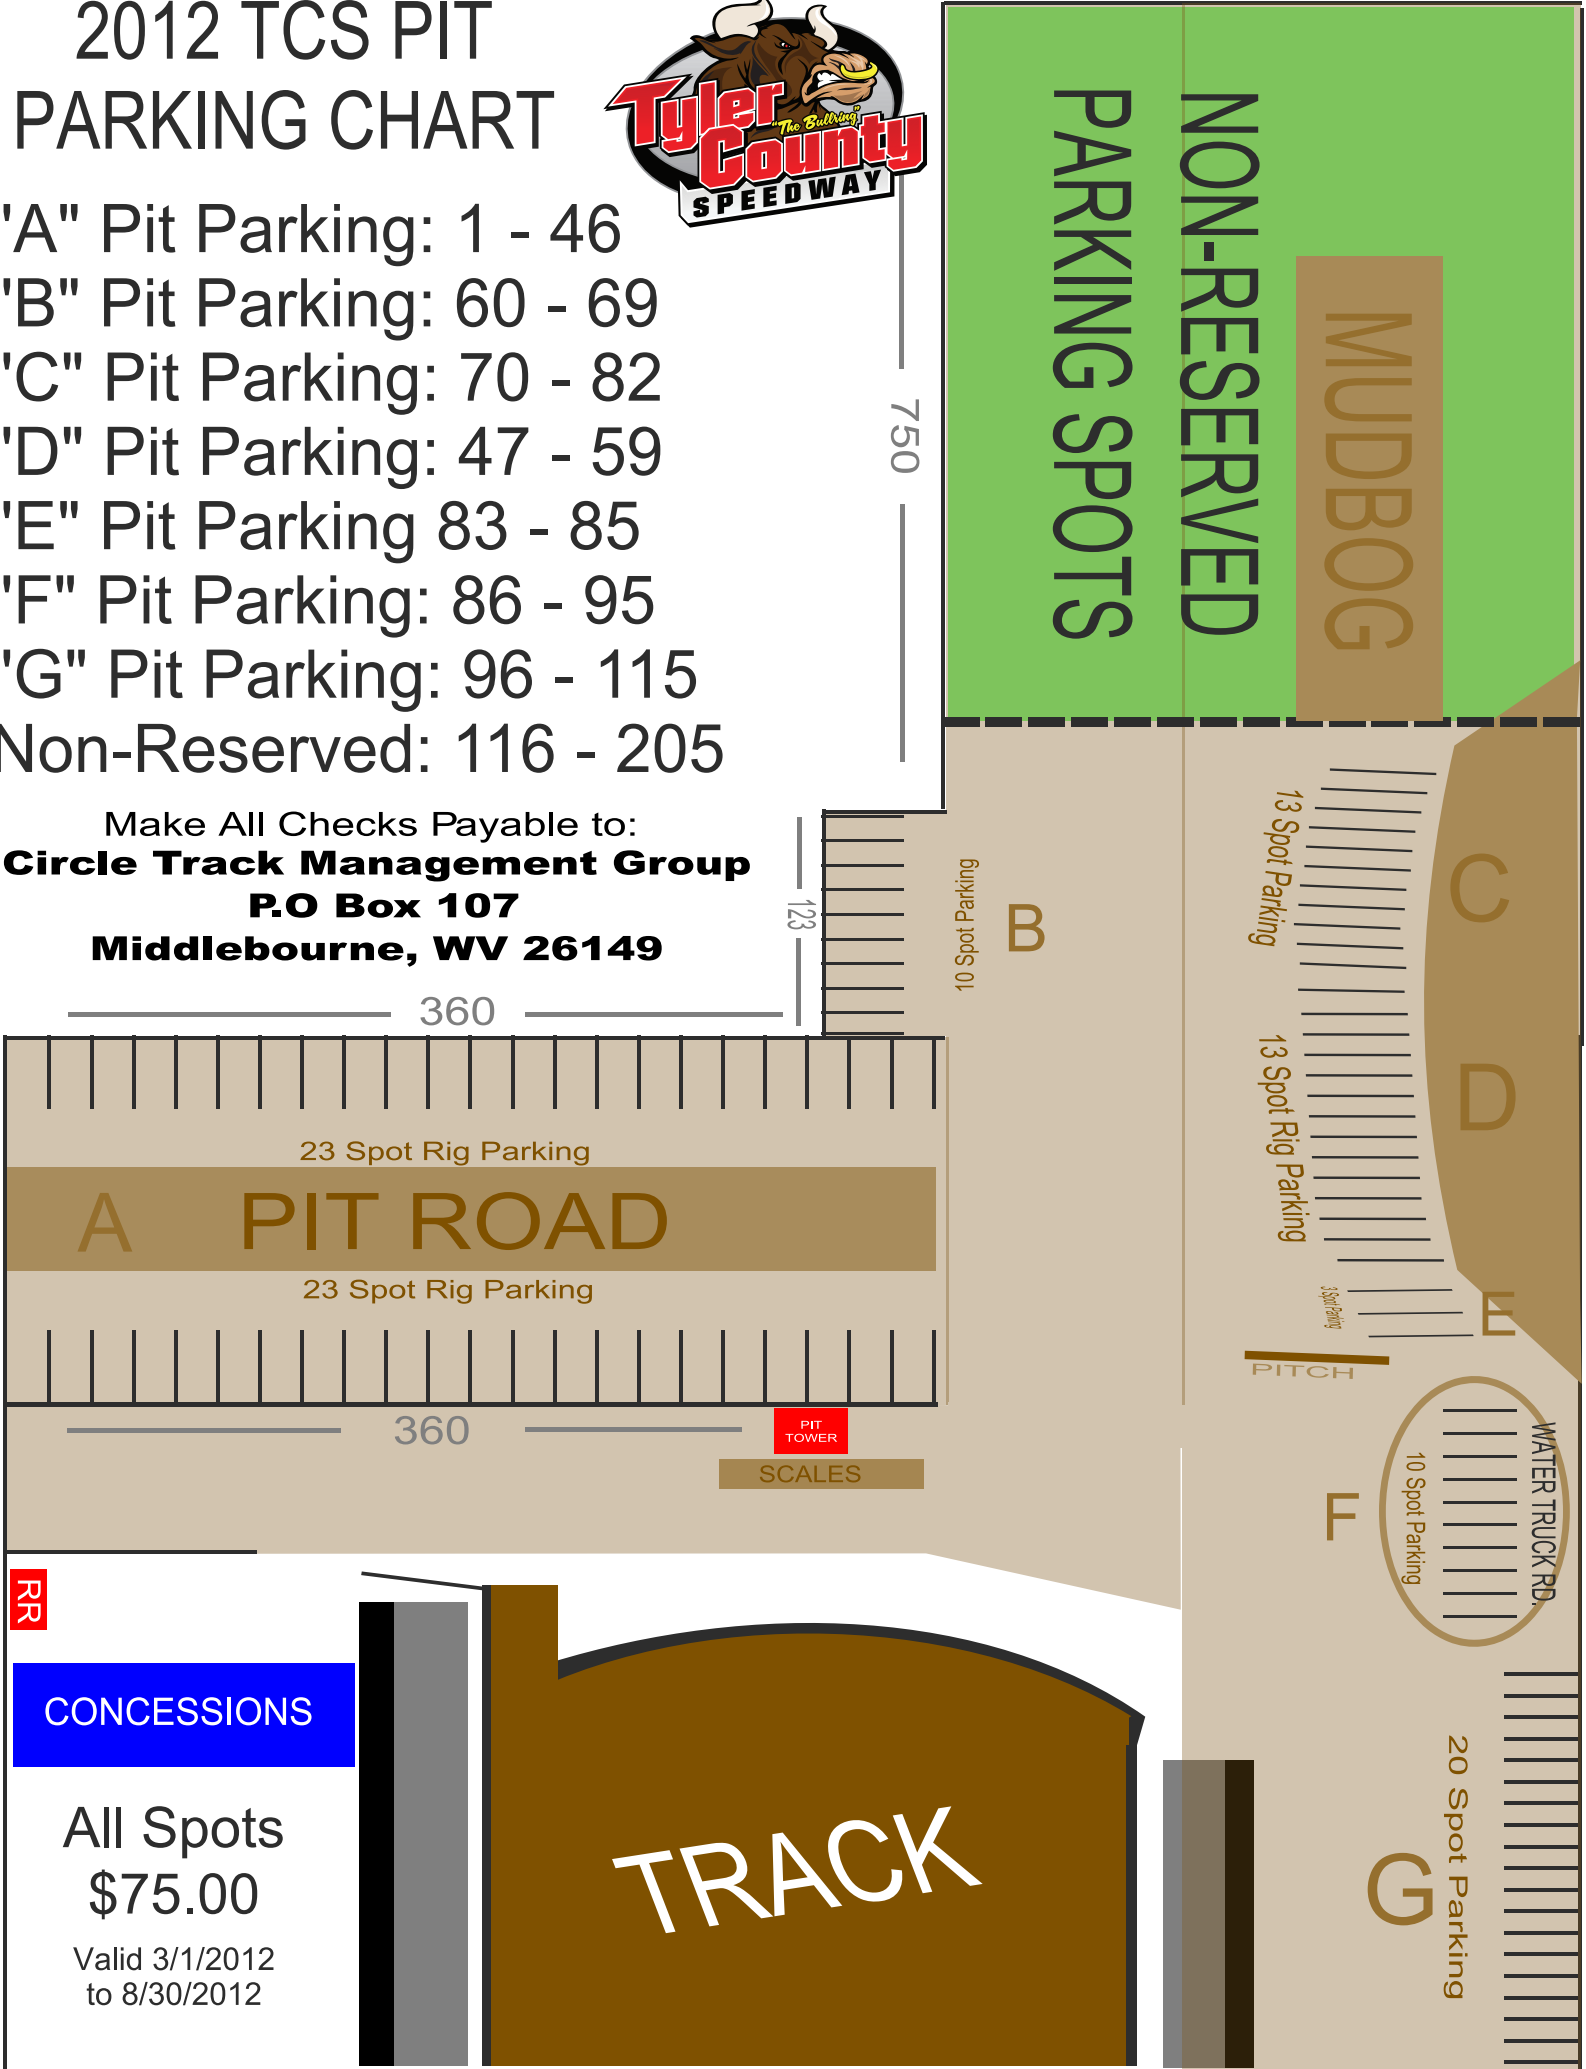 2012 TCS PIT
PARKING CHART
Tyler
"The Bullring"
County
SPEEDWAY
'A" Pit Parking: 1 - 46
'B" Pit Parking: 60 - 69
'C" Pit Parking: 70 - 82
'D" Pit Parking: 47 - 59
'E" Pit Parking 83 - 85
'F" Pit Parking: 86 - 95
'G" Pit Parking: 96 - 115
Non-Reserved: 116 - 205
Make All Checks Payable to:
Circle Track Management Group
P.O Box 107
Middlebourne, WV 26149
750
NON-RESERVED
PARKING SPOTS
MUDBOG
123
10 Spot Parking
B
13 Spot Parking
C
13 Spot Rig Parking
D
3 Spot Parking
E
PITCH
360
23 Spot Rig Parking
A PIT ROAD
23 Spot Rig Parking
360
PIT
TOWER
SCALES
F
10 Spot Parking
WATER TRUCK RD.
RR
CONCESSIONS
All Spots
$75.00
Valid 3/1/2012
to 8/30/2012
TRACK
G
20 Spot Parking